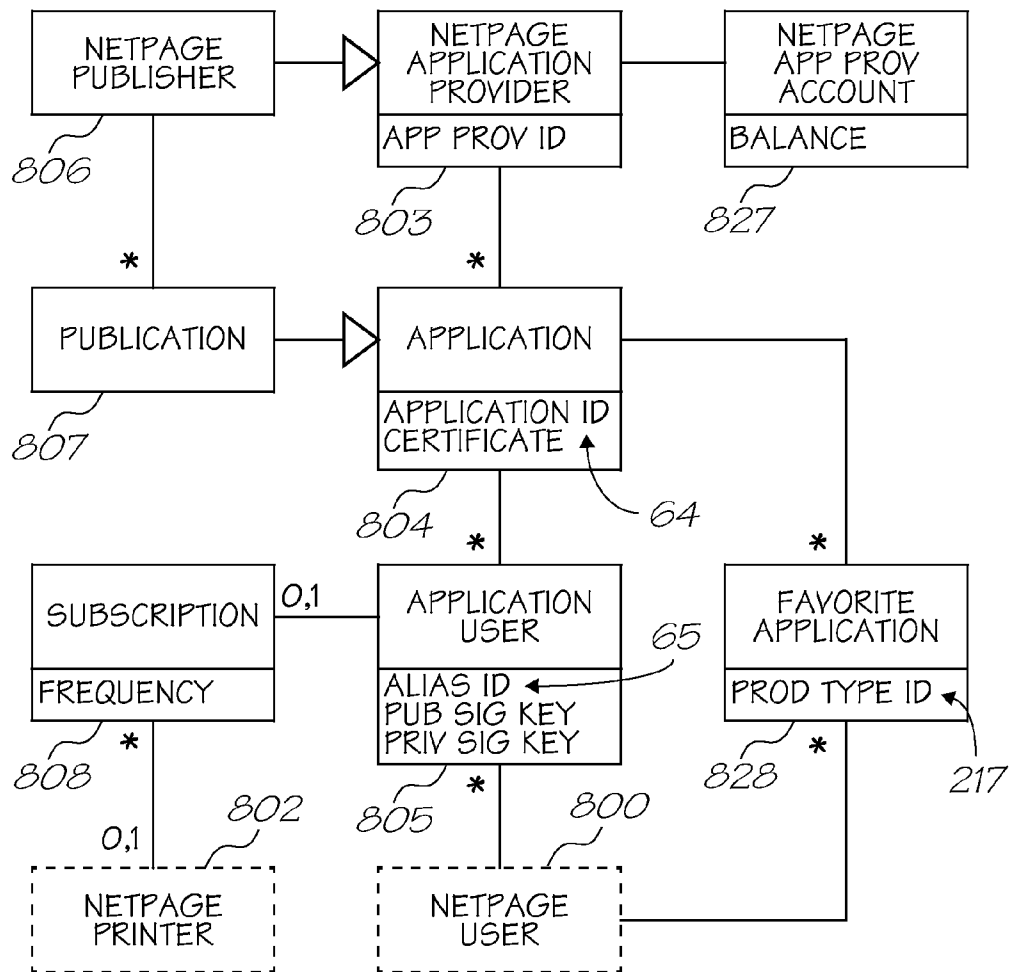 NETPAGE
PUBLISHER
NETPAGE
APPLICATION
PROVIDER
NETPAGE
APP PROV
ACCOUNT
APP PROV ID
BALANCE
806
803
827
*
*
PUBLICATION
APPLICATION
APPLICATION ID
CERTIFICATE
807
804
64
*
*
SUBSCRIPTION
0,1
APPLICATION
USER
FAVORITE
APPLICATION
65
FREQUENCY
ALIAS ID
PUB SIG KEY
PRIV SIG KEY
PROD TYPE ID
*
*
*
808
805
828
217
802
800
0,1
NETPAGE
PRINTER
NETPAGE
USER